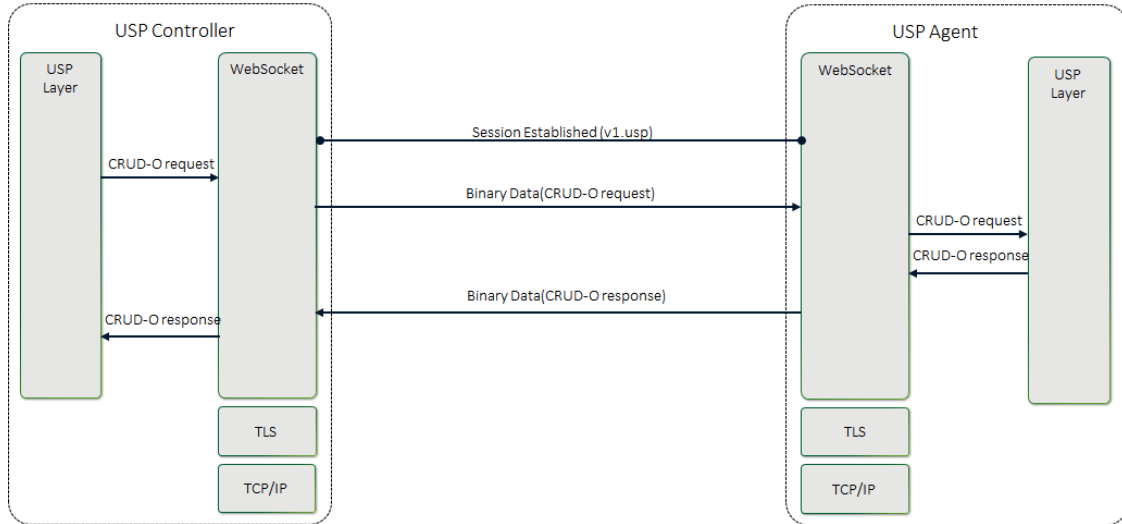 USP Controller
USP Agent
USP
Layer
WebSocket
WebSocket
USP
Layer
Session Established (v1.usp)
CRUD-O request
Binary Data(CRUD-O request)
CRUD-O request
CRUD-O response
Binary Data(CRUD-O response)
CRUD-O response
TLS
TLS
TCP/IP
TCP/IP